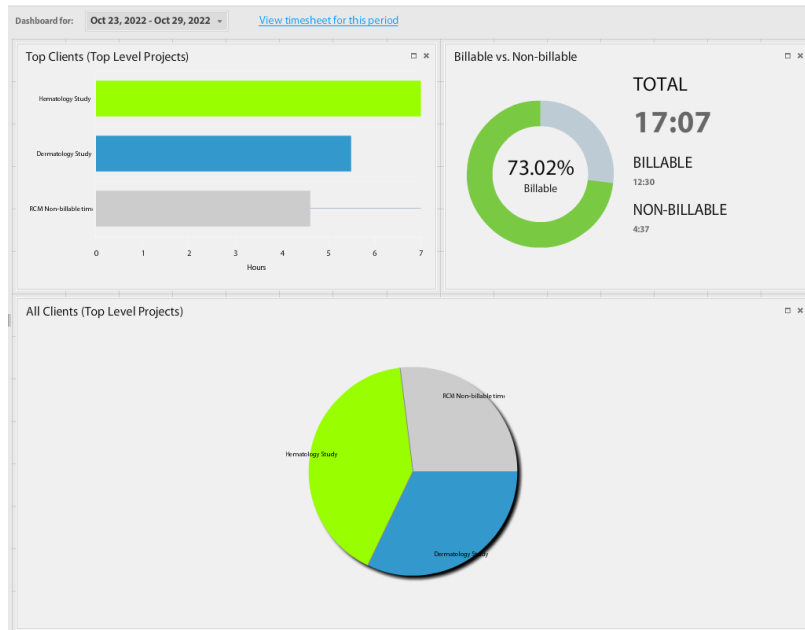 Dashboard for: Oct 23, 2022 - Oct 29, 2022 View timesheet for this period
Top Clients (Top Level Projects)
Hematology Study
Dermatology Study
RCM Non-billable time
0 1 2 3 4 5 6 7
Hours
Billable vs. Non-billable
73.02%
Billable
TOTAL
17:07
BILLABLE
12:30
NON-BILLABLE
4:37
All Clients (Top Level Projects)
RCM Non-billable time
Hematology Study
Dermatology Study